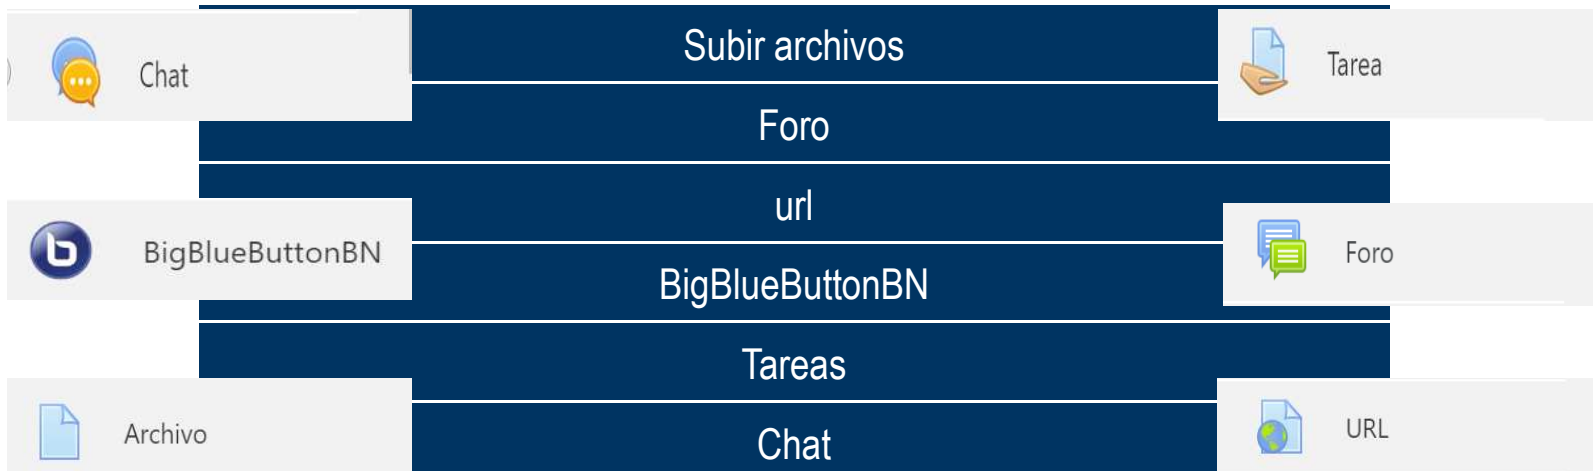 Subir archivos
Chat
Tarea
Foro
url
BigBlueButtonBN
Foro
BigBlueButtonBN
Tareas
Archivo
URL
Chat